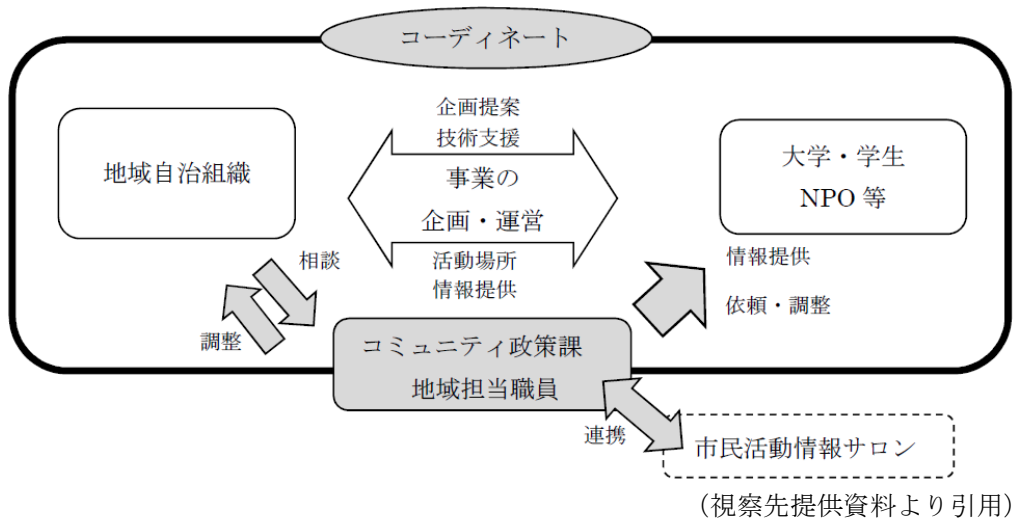 コーディネート
企画提案
技術支援
地域自治組織
事業の
企画・運営
大学・学生
NPO 等
活動場所
情報提供
相談
調整
情報提供
依頼・調整
コミュニティ政策課
地域担当職員
連携
市民活動情報サロン
(視察先提供資料より引用)